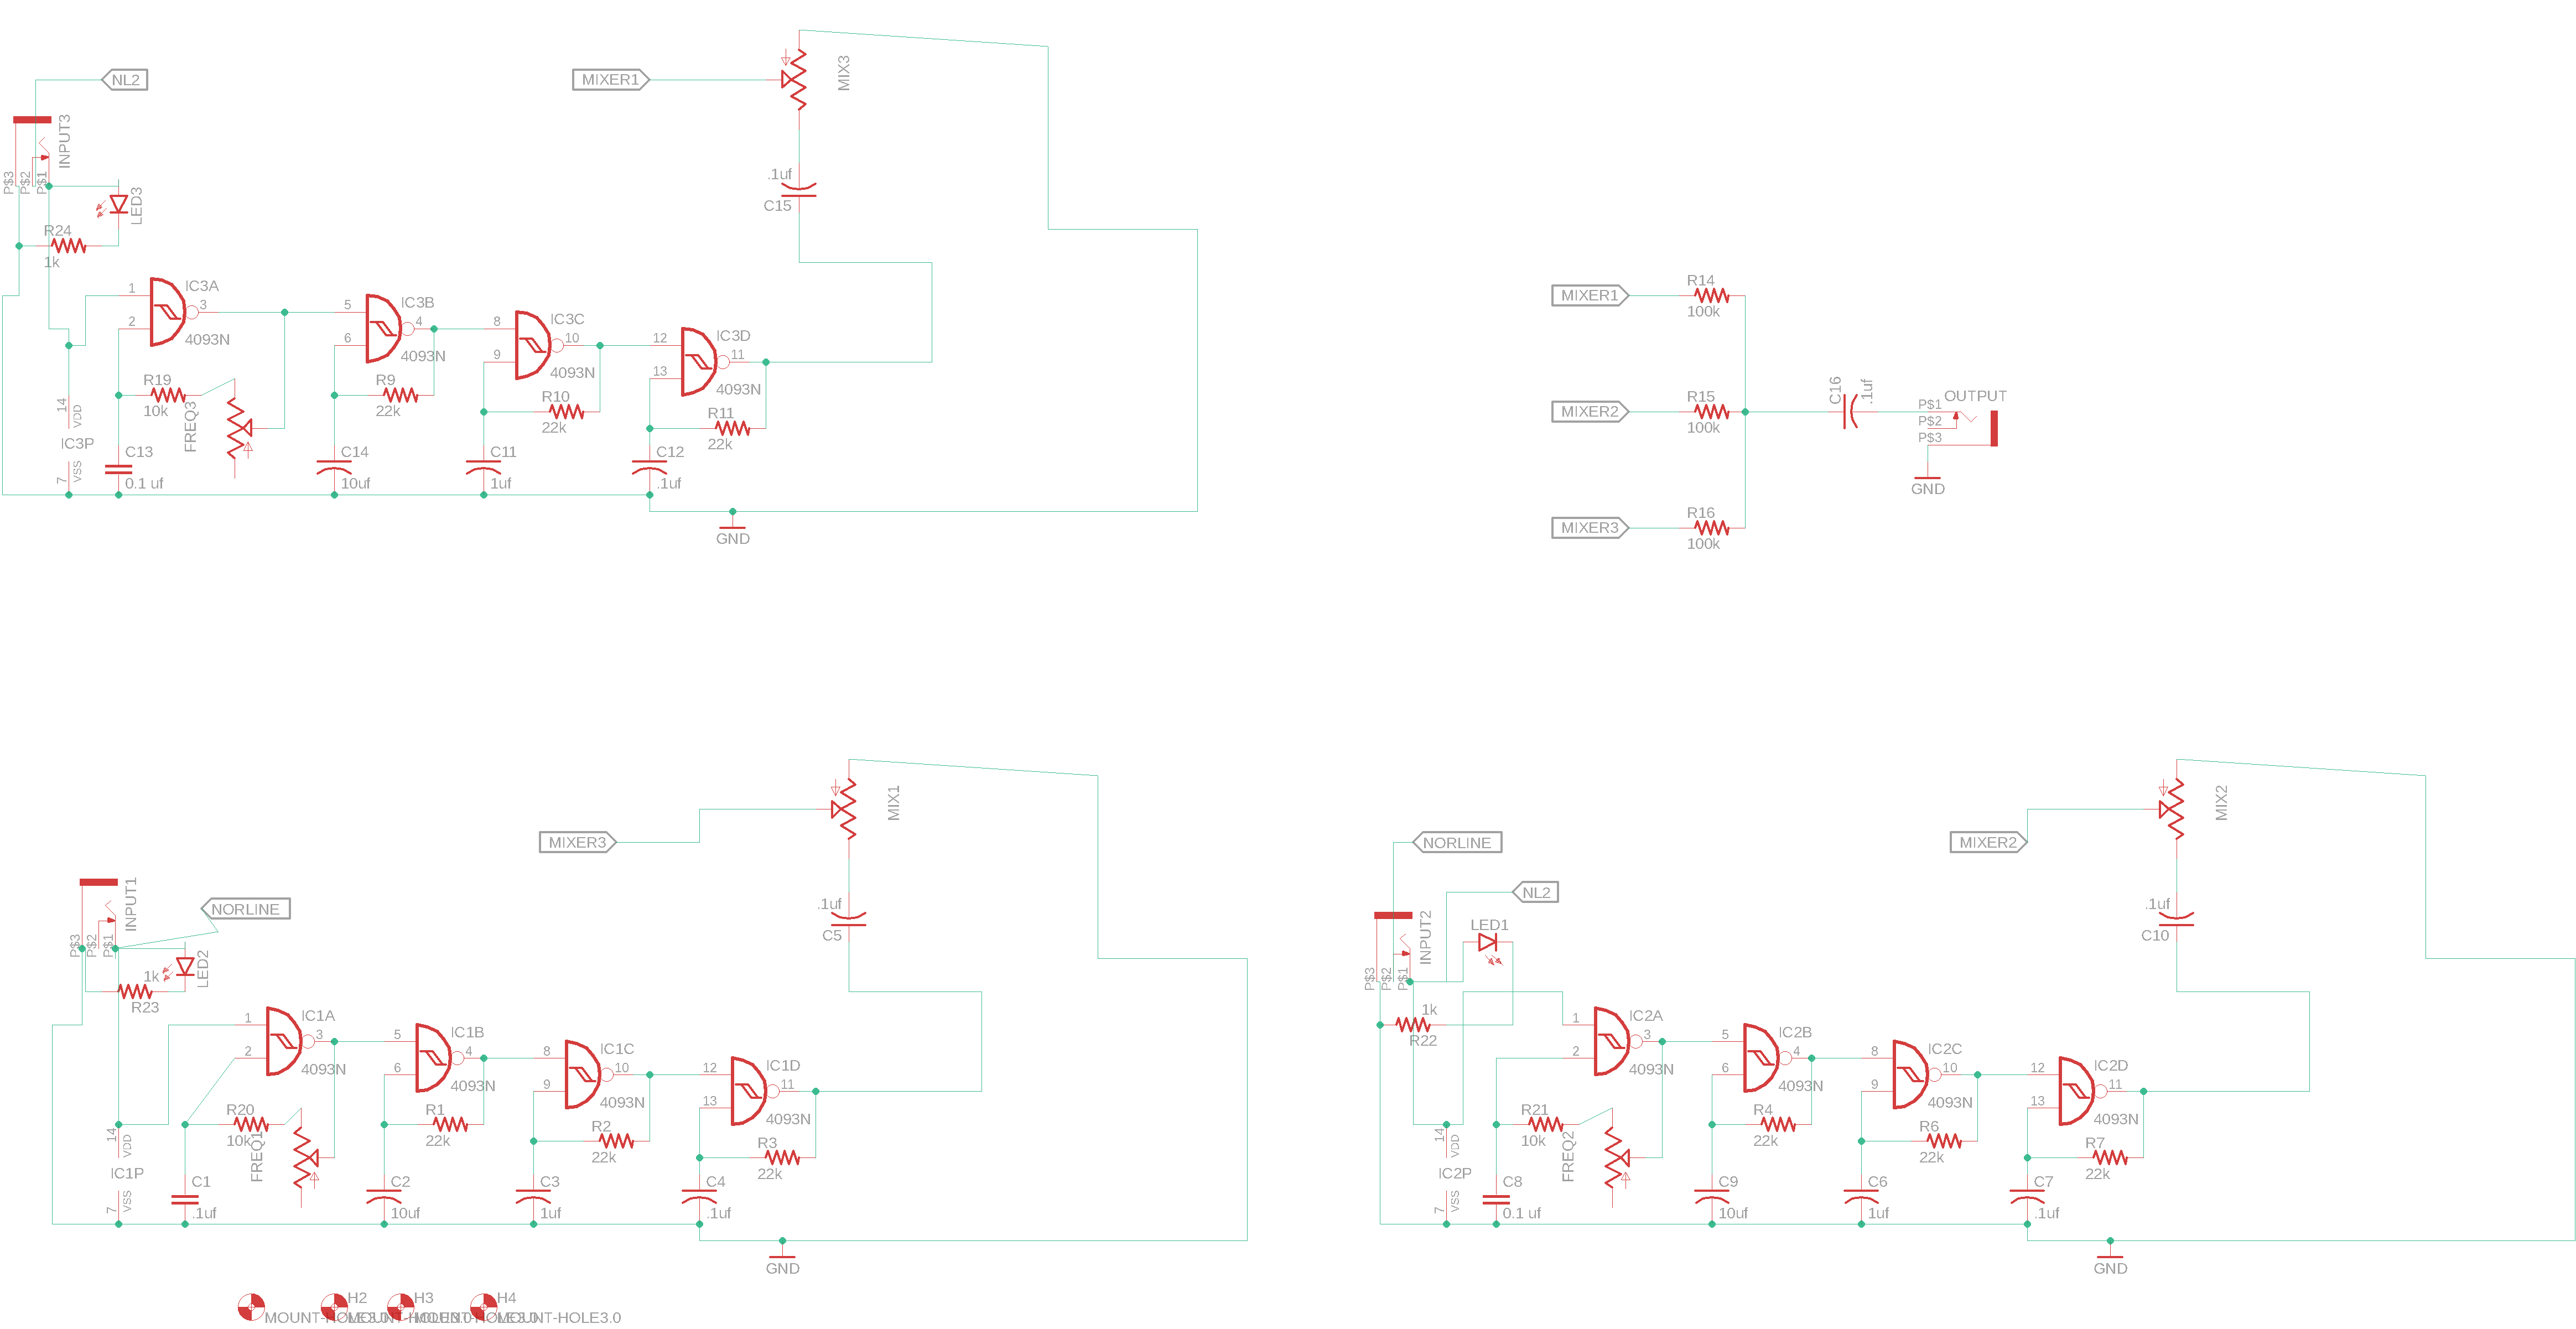 NL2
INPUT3
P$3
P$2
P$1
LED3
R24
1k
MIXER1
MIX3
.1uf
C15
1
2
IC3A
3
4093N
5
6
IC3B
4
4093N
8
9
IC3C
10
4093N
12
13
IC3D
11
4093N
R19
10k
FREQ3
R9
22k
R10
22k
R11
22k
14
VDD
IC3P
7
VSS
C13
0.1 uf
C14
10uf
C11
1uf
C12
.1uf
GND
MIXER1
R14
100k
MIXER2
R15
100k
MIXER3
R16
100k
C16
.1uf
OUTPUT
P$1
P$2
P$3
GND
INPUT1
P$3
P$2
P$1
NORLINE
LED2
1k
R23
MIXER3
MIX1
.1uf
C5
1
2
IC1A
3
4093N
5
6
IC1B
4
4093N
8
9
IC1C
10
4093N
12
13
IC1D
11
4093N
R20
10k
FREQ1
R1
22k
R2
22k
R3
22k
14
VDD
IC1P
7
VSS
C1
.1uf
C2
10uf
C3
1uf
C4
.1uf
GND
NORLINE
NL2
INPUT2
P$3
P$2
P$1
LED1
1k
R22
MIXER2
MIX2
.1uf
C10
1
2
IC2A
3
4093N
5
6
IC2B
4
4093N
8
9
IC2C
10
4093N
12
13
IC2D
11
4093N
R21
10k
FREQ2
R4
22k
R6
22k
R7
22k
14
VDD
IC2P
7
VSS
C8
0.1 uf
C9
10uf
C6
1uf
C7
.1uf
GND
H2
H3
H4
MOUNT-HOLE3.0
MOUNT-HOLE3.0
MOUNT-HOLE3.0
MOUNT-HOLE3.0